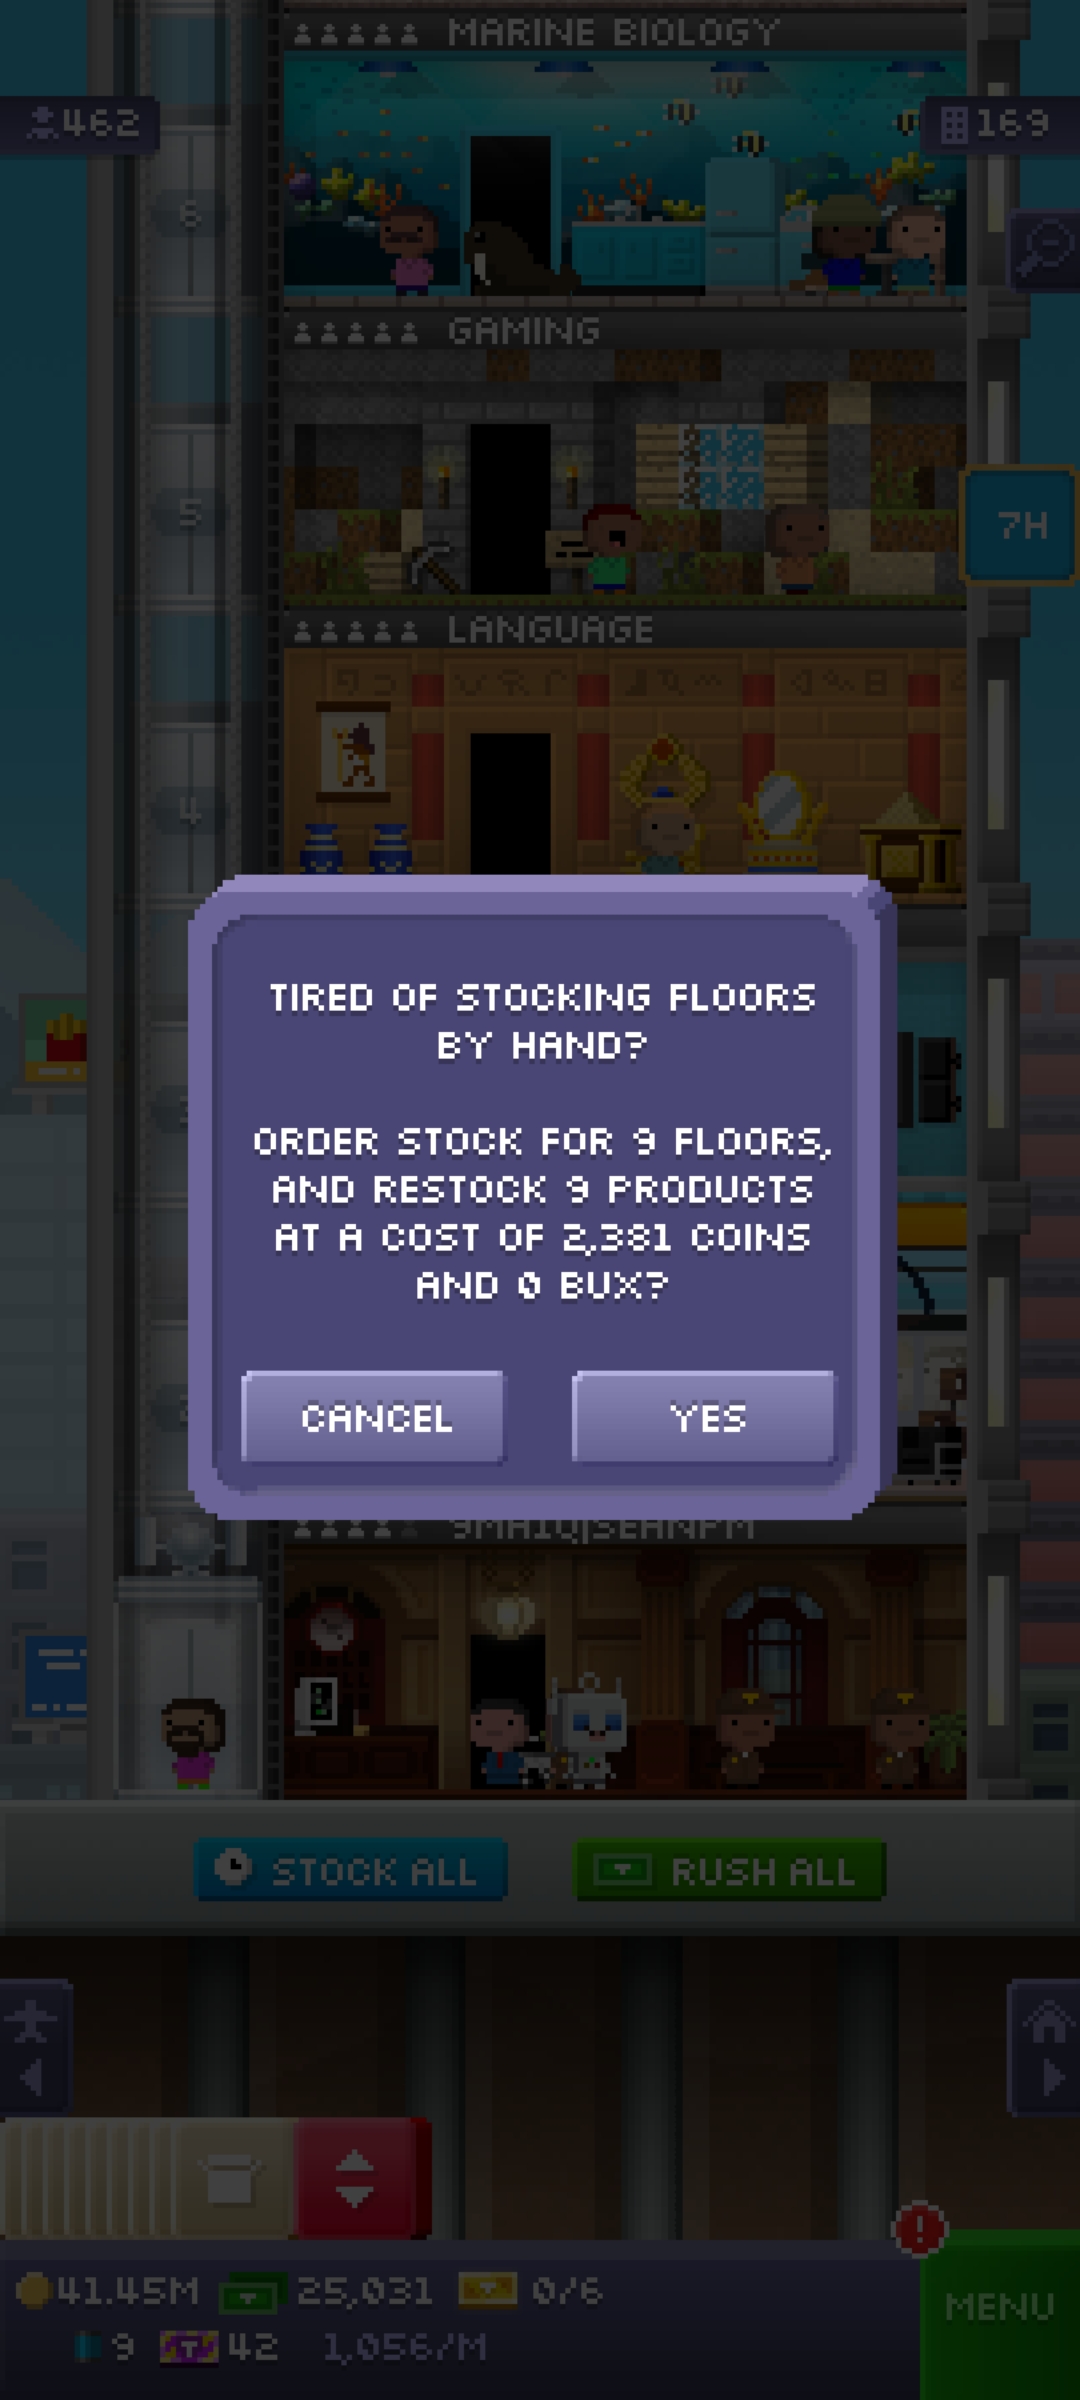 MARINE BIOLOGY
462
169
6
GAMING
5
7H
LANGUAGE
4
TIRED OF STOCKING FLOORS
BY HAND?
ORDER STOCK FOR 9 FLOORS,
AND RESTOCK 9 PRODUCTS
AT A COST OF 2,381 COINS
AND 0 BUX?
CANCEL
YES
STOCK ALL
RUSH ALL
41.45M
25,031
0/6
9
42
1,056/M
MENU